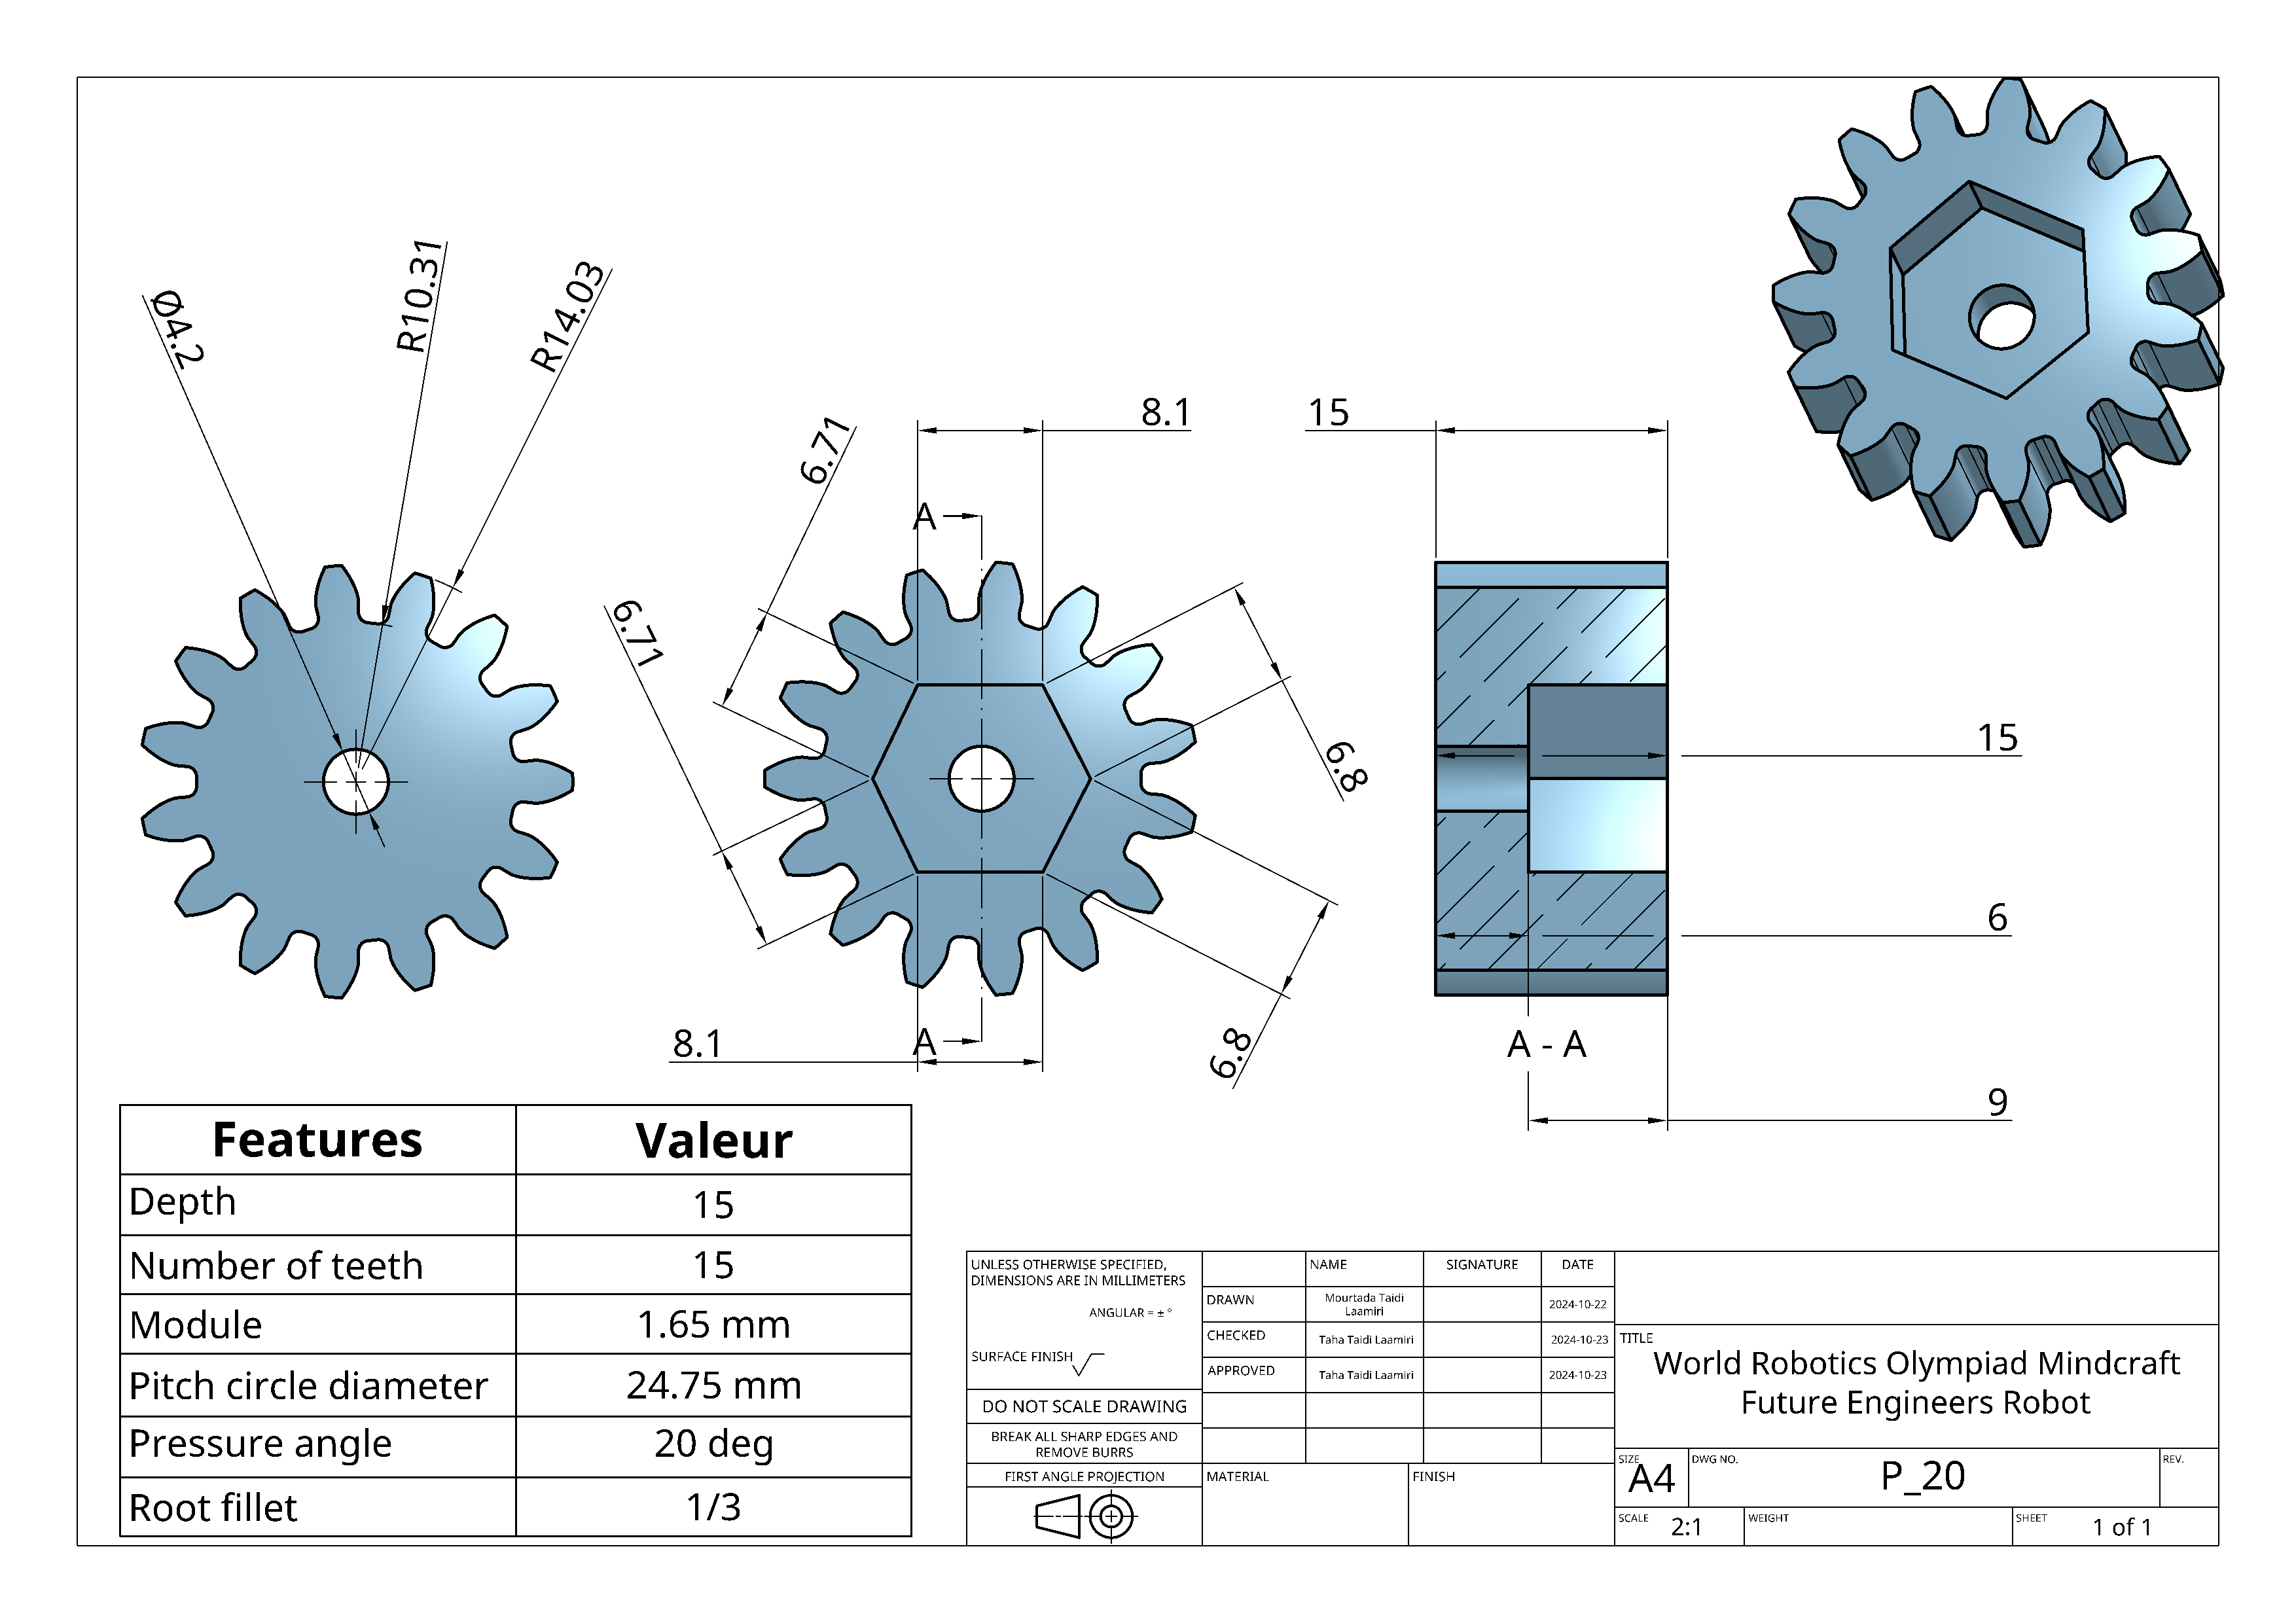 Ø4.2
R10.31
R14.03
6.71
8.1
15
A
6.71
6.8
15
6
8.1
A
6.8
A - A
9
Features Valeur
Depth 15
Number of teeth 15
Module 1.65 mm
Pitch circle diameter 24.75 mm
Pressure angle 20 deg
Root fillet 1/3
UNLESS OTHERWISE SPECIFIED,
DIMENSIONS ARE IN MILLIMETERS
ANGULAR = ± °
SURFACE FINISH
DO NOT SCALE DRAWING
BREAK ALL SHARP EDGES AND
REMOVE BURRS
FIRST ANGLE PROJECTION
NAME SIGNATURE DATE
DRAWN Mourtada Taidi
Laamiri 2024-10-22
CHECKED Taha Taidi Laamiri 2024-10-23
APPROVED Taha Taidi Laamiri 2024-10-23
MATERIAL FINISH
TITLE
World Robotics Olympiad Mindcraft
Future Engineers Robot
SIZE
A4
DWG NO.
P_20
REV.
SCALE 2:1
WEIGHT
SHEET 1 of 1